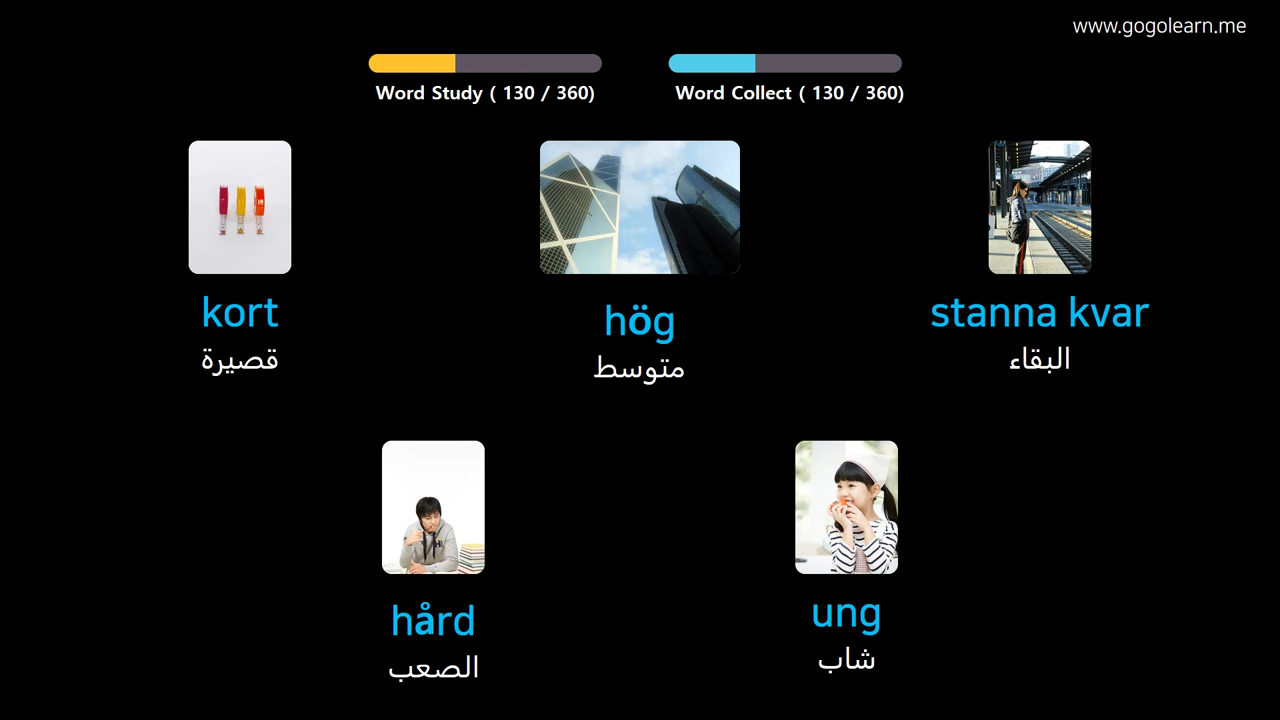 www.gogolearn.me
Word Study ( 130 / 360)
Word Collect ( 130 / 360)
kort
قصيرة
hög
متوسط
stanna kvar
البقاء
hård
الصعب
ung
شاب